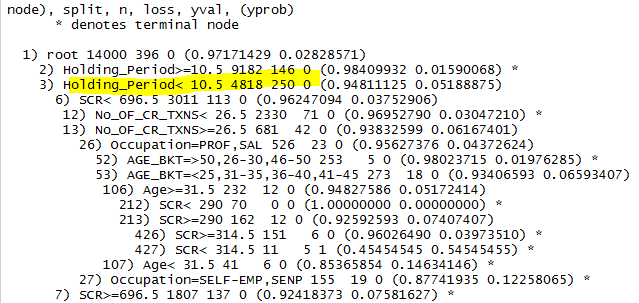 node), split, n, loss, yval, (yprob)
* denotes terminal node
1) root 14000 396 0 (0.97171429 0.02828571)
2) Holding_Period>=10.5 9182 146 0 (0.98409932 0.01590068) *
3) Holding_Period< 10.5 4818 250 0 (0.94811125 0.05188875)
6) SCR< 696.5 3011 113 0 (0.96247094 0.03752906)
12) No_OF_CR_TXNS< 26.5 2330 71 0 (0.96952790 0.03047210) *
13) No_OF_CR_TXNS>=26.5 681 42 0 (0.93832599 0.06167401)
26) Occupation=PROF,SAL 526 23 0 (0.95627376 0.04372624)
52) AGE_BKT=>50,26-30,46-50 253 5 0 (0.98023715 0.01976285) *
53) AGE_BKT=<25,31-35,36-40,41-45 273 18 0 (0.93406593 0.06593407)
106) Age>=31.5 232 12 0 (0.94827586 0.05172414)
212) SCR< 290 70 0 0 (1.00000000 0.00000000) *
213) SCR>=290 162 12 0 (0.92592593 0.07407407)
426) SCR>=314.5 151 6 0 (0.96026490 0.03973510) *
427) SCR< 314.5 11 5 1 (0.45454545 0.54545455) *
107) Age< 31.5 41 6 0 (0.85365854 0.14634146) *
27) Occupation=SELF-EMP,SENP 155 19 0 (0.87741935 0.12258065) *
7) SCR>=696.5 1807 137 0 (0.92418373 0.07581627) *